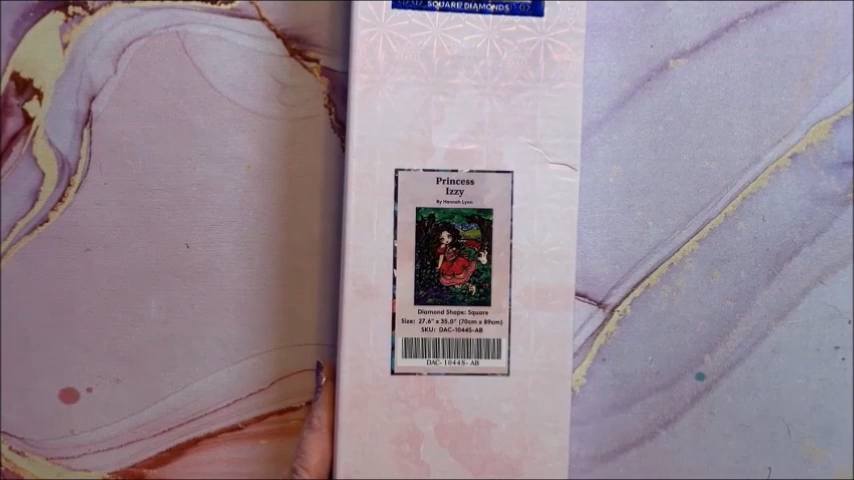 SQUARE DIAMONDS
Princess
Izzy
By Hannah Lynn
Diamond Shape: Square
Size: 27.6" x 35.0" (70cm x 89cm)
SKU: DAC-10445-AB
DAC-10445-AB